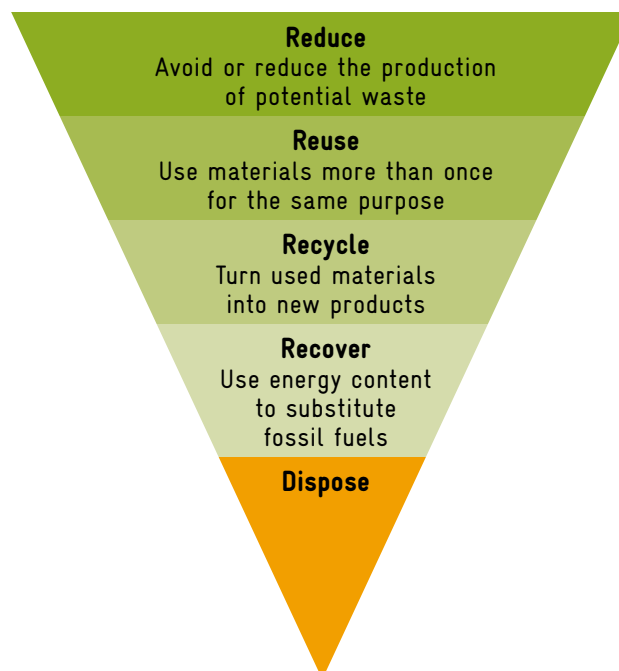 Reduce
Avoid or reduce the production
of potential waste
Reuse
Use materials more than once
for the same purpose
Recycle
Turn used materials
into new products
Recover
Use energy content
to substitute
fossil fuels
Dispose